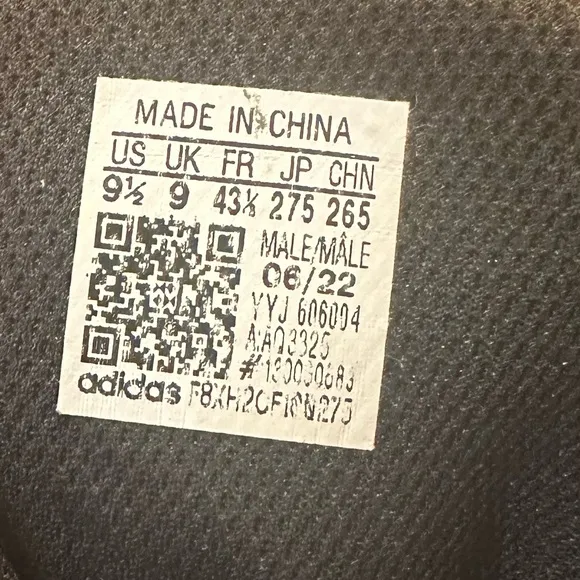 MADE IN CHINA
US UK FR JP CHN
9½ 9 43⅓ 275 265
MALE/MÂLE
06/22
YYJ 606004
#
adidas